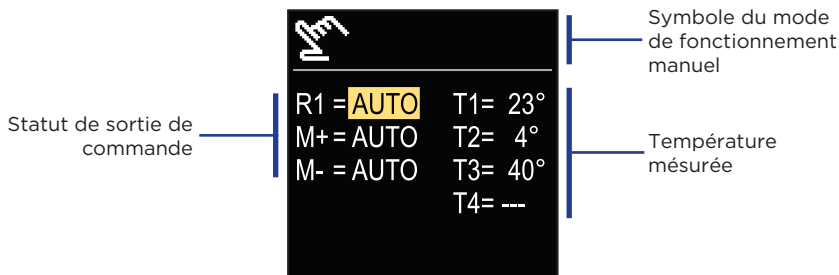 Symbole du mode
de fonctionnement
manuel
Statut de sortie de
commande
R1 = AUTO T1= 23°
M+= AUTO T2= 4°
M- = AUTO T3= 40°
T4= ---
Température
mésurée